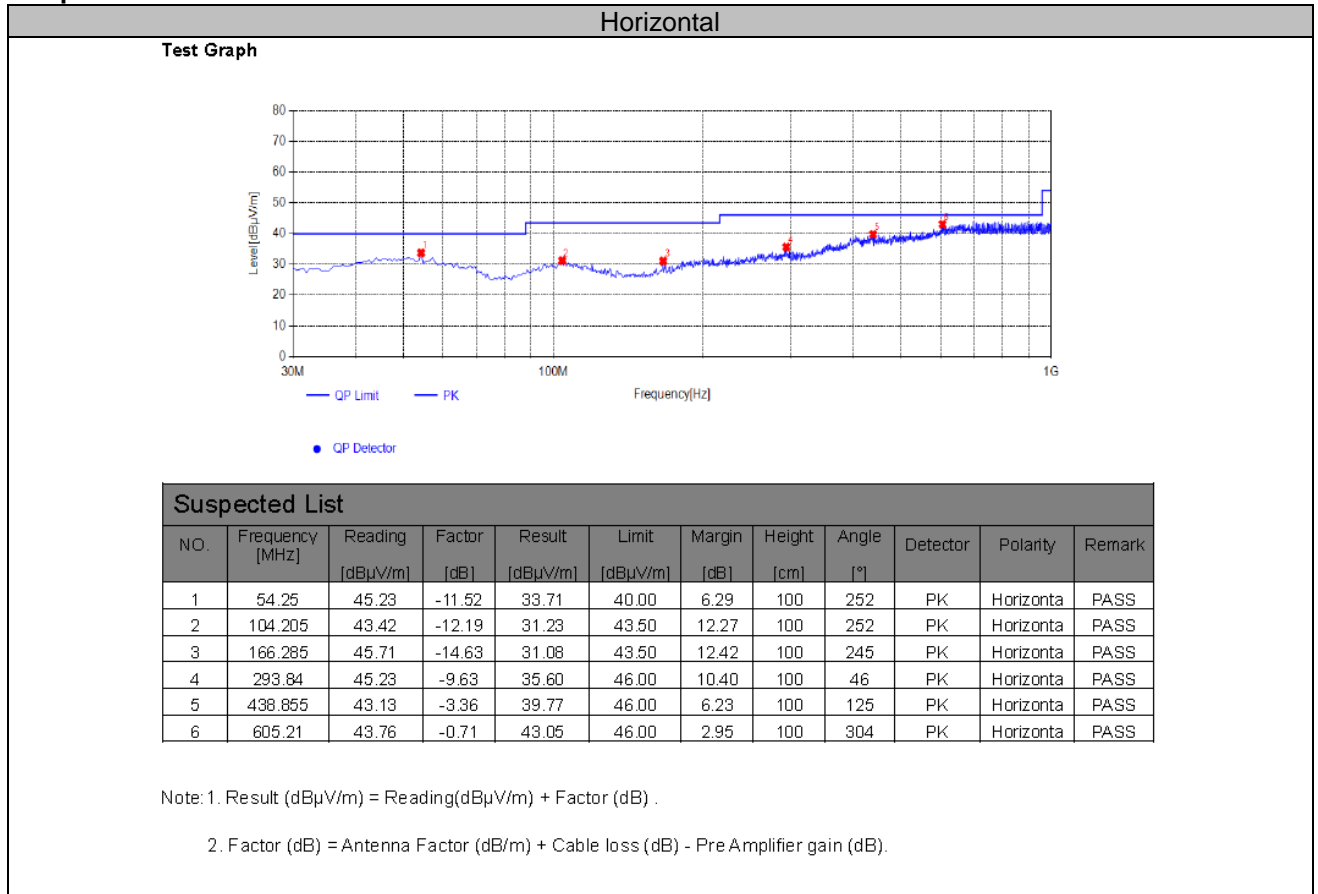 Horizontal
Test Graph
80
70
60
50
40
30
20
10
0
Level[dBµV/m]
1
2
3
4
5
6
30M
100M
1G
Frequency[Hz]
QP Limit
PK
QP Detector
Suspected List
NO. Frequency [MHz] Reading [dBµV/m] Factor [dB] Result [dBµV/m] Limit [dBµV/m] Margin [dB] Height [cm] Angle [°] Detector Polarity Remark
1 54.25 45.23 -11.52 33.71 40.00 6.29 100 252 PK Horizonta PASS
2 104.205 43.42 -12.19 31.23 43.50 12.27 100 252 PK Horizonta PASS
3 166.285 45.71 -14.63 31.08 43.50 12.42 100 245 PK Horizonta PASS
4 293.84 45.23 -9.63 35.60 46.00 10.40 100 46 PK Horizonta PASS
5 438.855 43.13 -3.36 39.77 46.00 6.23 100 125 PK Horizonta PASS
6 605.21 43.76 -0.71 43.05 46.00 2.95 100 304 PK Horizonta PASS
Note:1. Result (dBµV/m) = Reading(dBµV/m) + Factor (dB) .
2. Factor (dB) = Antenna Factor (dB/m) + Cable loss (dB) - Pre Amplifier gain (dB).